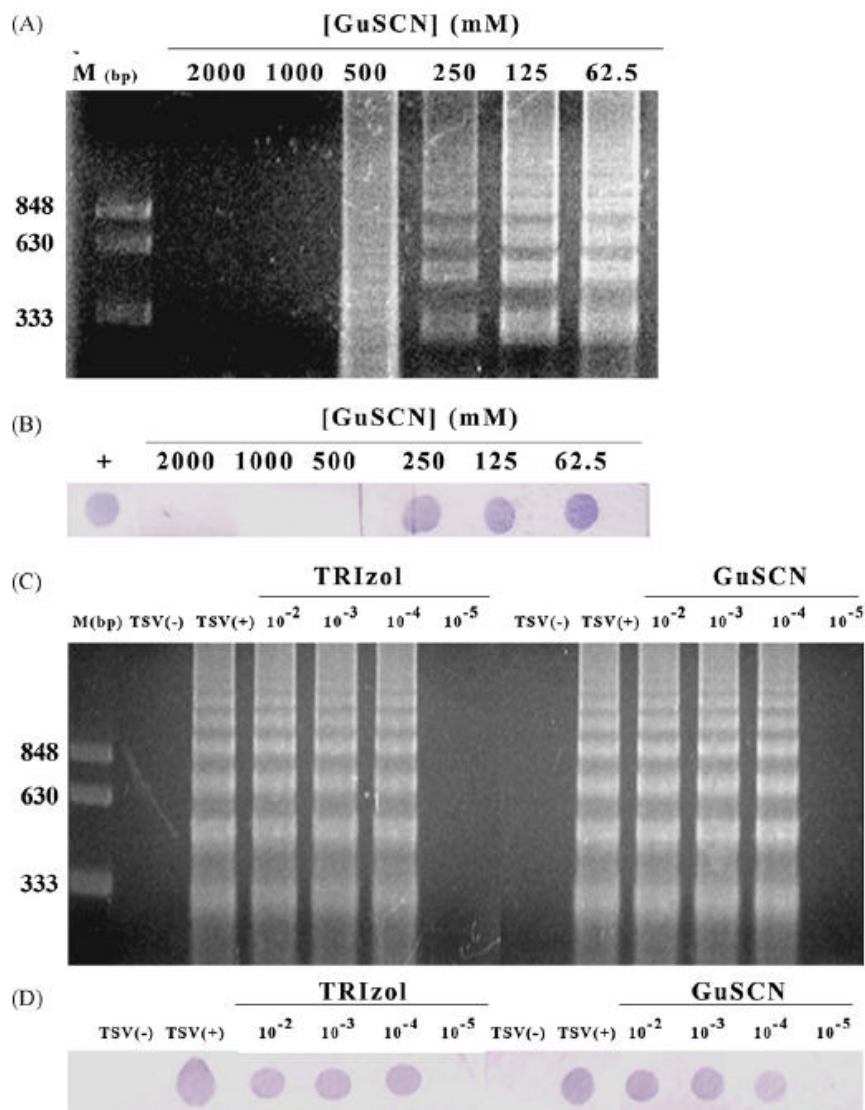 (A)
[GuSCN] (mM)
M (bp) 2000 1000 500 250 125 62.5
848
630
333
(B)
[GuSCN] (mM)
+ 2000 1000 500 250 125 62.5
(C)
TRIzol GuSCN
M(bp) TSV(-) TSV(+) 10⁻² 10⁻³ 10⁻⁴ 10⁻⁵ TSV(-) TSV(+) 10⁻² 10⁻³ 10⁻⁴ 10⁻⁵
848
630
333
(D)
TRIzol GuSCN
TSV(-) TSV(+) 10⁻² 10⁻³ 10⁻⁴ 10⁻⁵ TSV(-) TSV(+) 10⁻² 10⁻³ 10⁻⁴ 10⁻⁵